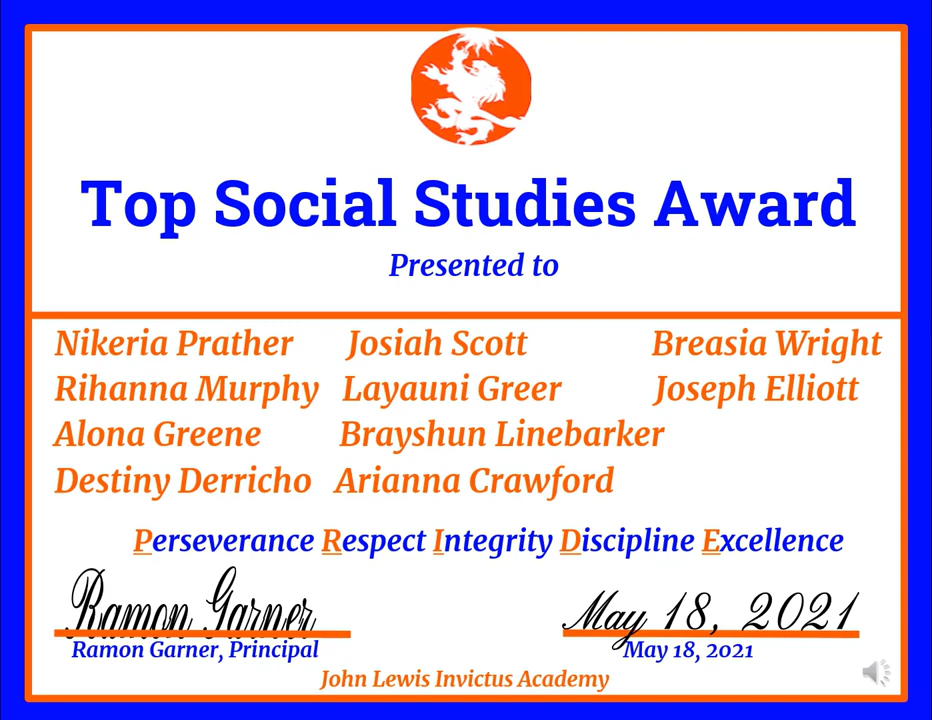 Top Social Studies Award
Presented to
Nikeria Prather Josiah Scott Breasia Wright
Rihanna Murphy Layauni Greer Joseph Elliott
Alona Greene Brayshun Linebarker
Destiny Derricho Arianna Crawford
Perseverance Respect Integrity Discipline Excellence
Ramon Garner May 18, 2021
Ramon Garner, Principal May 18, 2021
John Lewis Invictus Academy